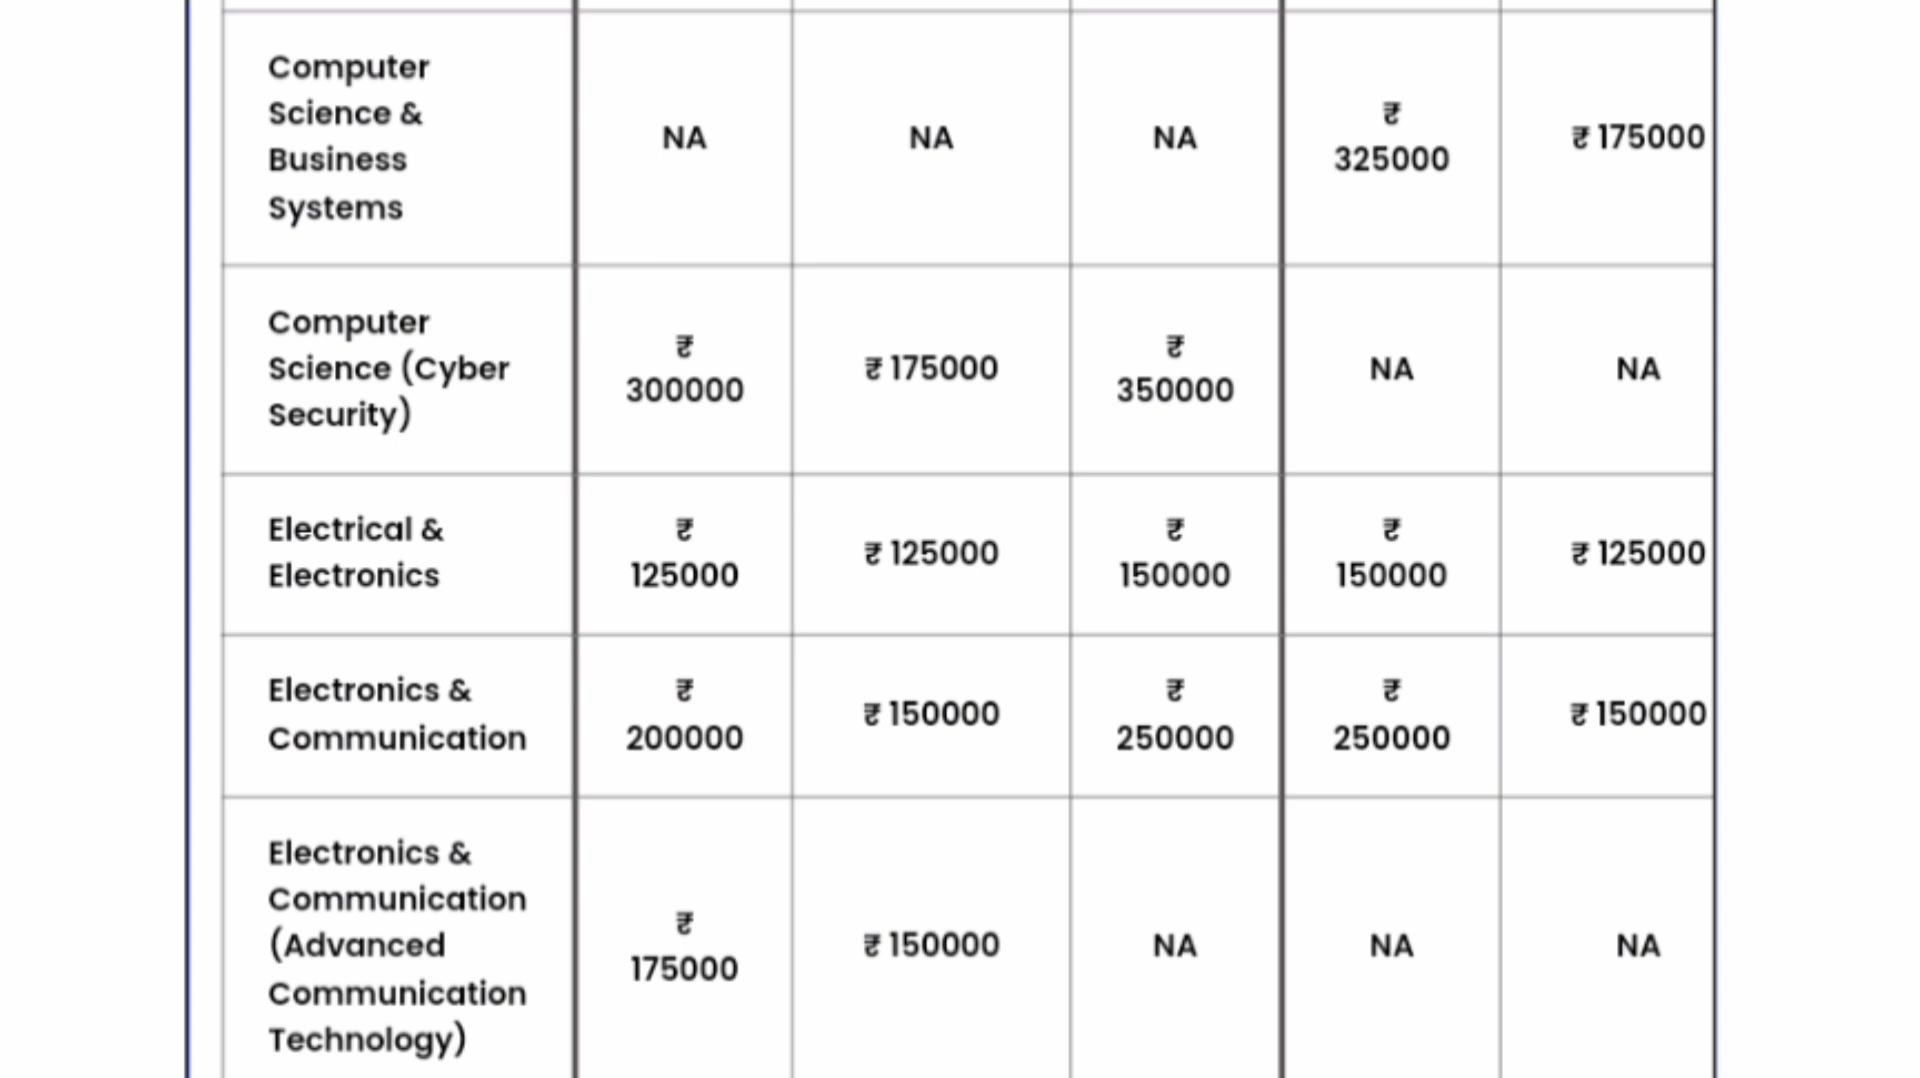 Computer
Science &
Business
Systems
NA
NA
NA
₹
325000
₹ 175000
Computer
Science (Cyber
Security)
₹
300000
₹ 175000
₹
350000
NA
NA
Electrical &
Electronics
₹
125000
₹ 125000
₹
150000
₹
150000
₹ 125000
Electronics &
Communication
₹
200000
₹ 150000
₹
250000
₹
250000
₹ 150000
Electronics &
Communication
(Advanced
Communication
Technology)
₹
175000
₹ 150000
NA
NA
NA